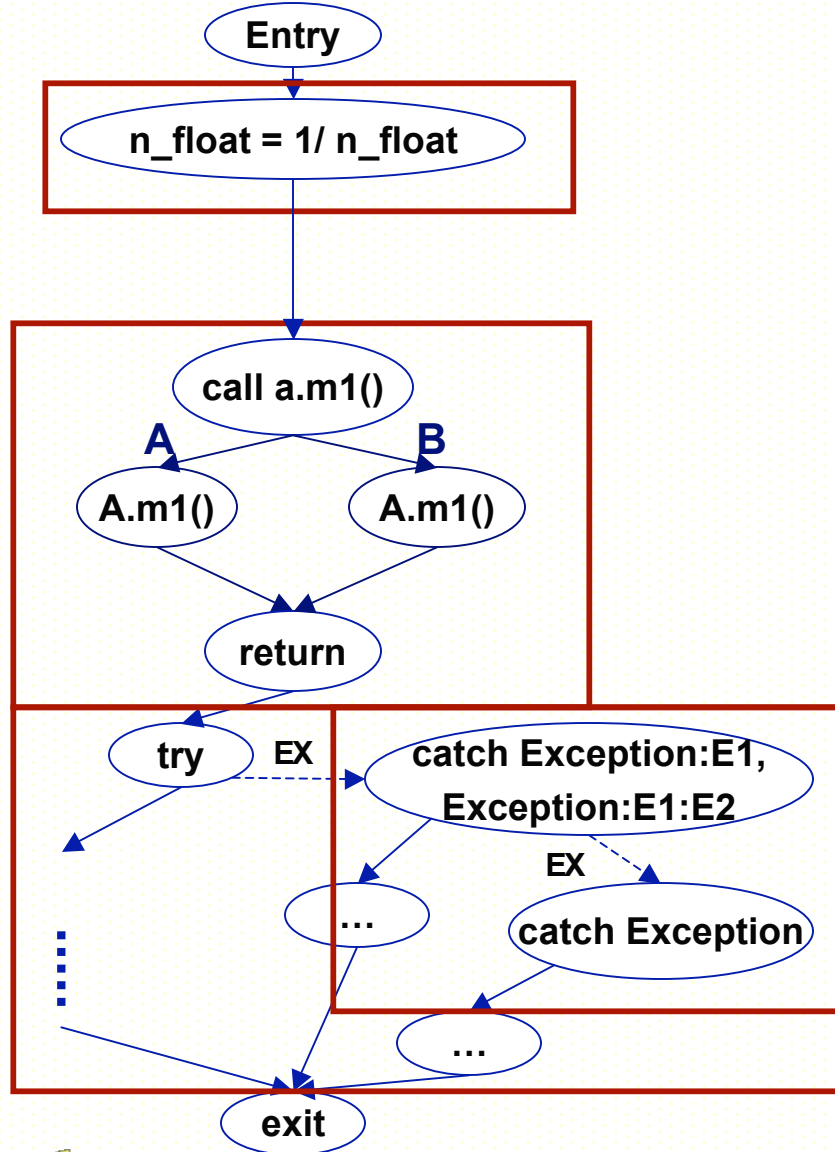 Entry
n_float = 1/ n_float
call a.m1()
A
B
A.m1()
A.m1()
return
try
EX
catch Exception:E1,
Exception:E1:E2
EX
…
catch Exception
…
exit